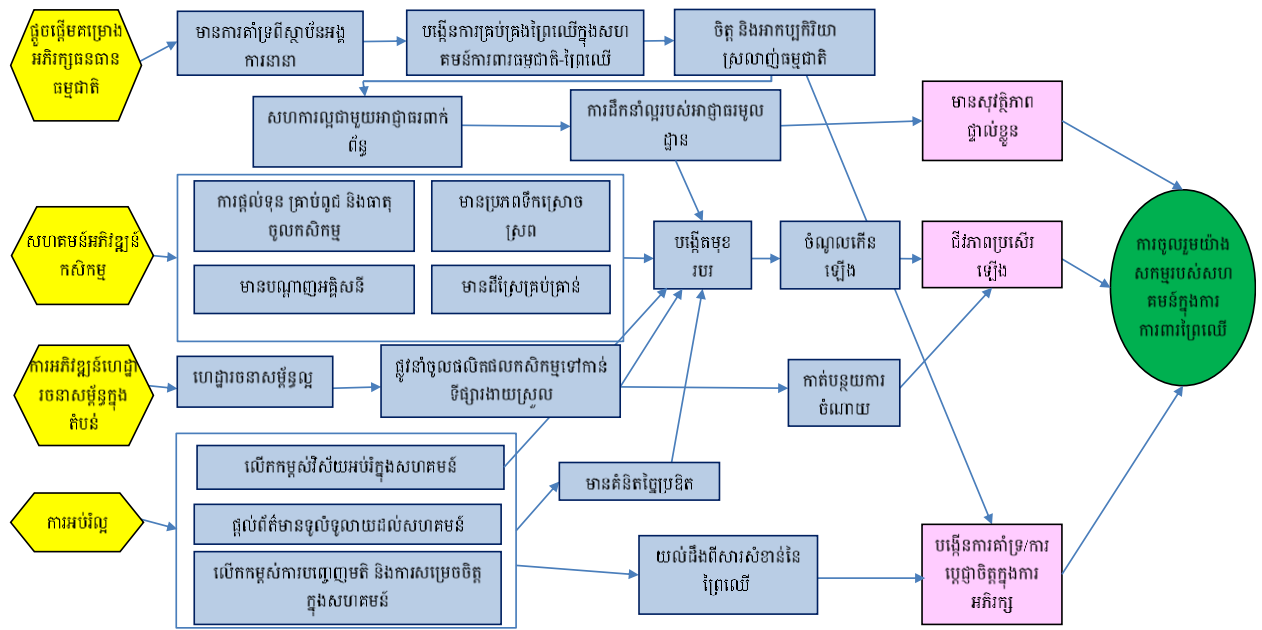 ផ្ដួចផ្ដើមគម្រោង
អភិរក្សធនធាន
ធម្មជាតិ
មានការគាំទ្រពីស្ថាប័នអង្គ
ការនានា
បង្កើនការគ្រប់គ្រងព្រៃឈើក្នុងសហ
គមន៍ការពារធម្មជាតិ-ព្រៃឈើ
ចិត្ត និងអាកប្បកិរិយា
ស្រលាញ់ធម្មជាតិ
សហការល្អជាមួយអាជ្ញាធរពាក់
ព័ន្ធ
ការដឹកនាំល្អរបស់អាជ្ញាធរមូល
ដ្ឋាន
មានសុវត្ថិភាព
ផ្ទាល់ខ្លួន
សហគមន៍អភិវឌ្ឍន៍
កសិកម្ម
ការផ្ដល់ទុន គ្រាប់ពូជ និងធាតុ
ចូលកសិកម្ម
មានប្រភពទឹកស្រោច
ស្រព
មានបណ្ដាញអគ្គិសនី
មានដីស្រែគ្រប់គ្រាន់
បង្កើតមុខ
របរ
ចំណូលកើន
ឡើង
ជីវភាពប្រសើរ
ឡើង
ការចូលរួមយ៉ាង
សកម្មរបស់សហ
គមន៍ក្នុងការ
ការពារព្រៃឈើ
ការអភិវឌ្ឍន៍ហេដ្ឋា
រចនាសម្ព័ន្ធក្នុង
តំបន់
ហេដ្ឋារចនាសម្ព័ន្ធល្អ
ផ្លូវនាំចូលផលិតផលកសិកម្មទៅកាន់
ទីផ្សារងាយស្រួល
កាត់បន្ថយការ
ចំណាយ
ការអប់រំល្អ
លើកកម្ពស់វិស័យអប់រំក្នុងសហគមន៍
ផ្ដល់ព័ត៌មានទូលំទូលាយដល់សហគមន៍
លើកកម្ពស់ការបញ្ចេញមតិ និងការសម្រេចចិត្ត
ក្នុងសហគមន៍
មានគំនិតច្នៃប្រឌិត
យល់ដឹងពីសារសំខាន់នៃ
ព្រៃឈើ
បង្កើនការគាំទ្រ/ការ
ប្ដេជ្ញាចិត្តក្នុងការ
អភិរក្ស